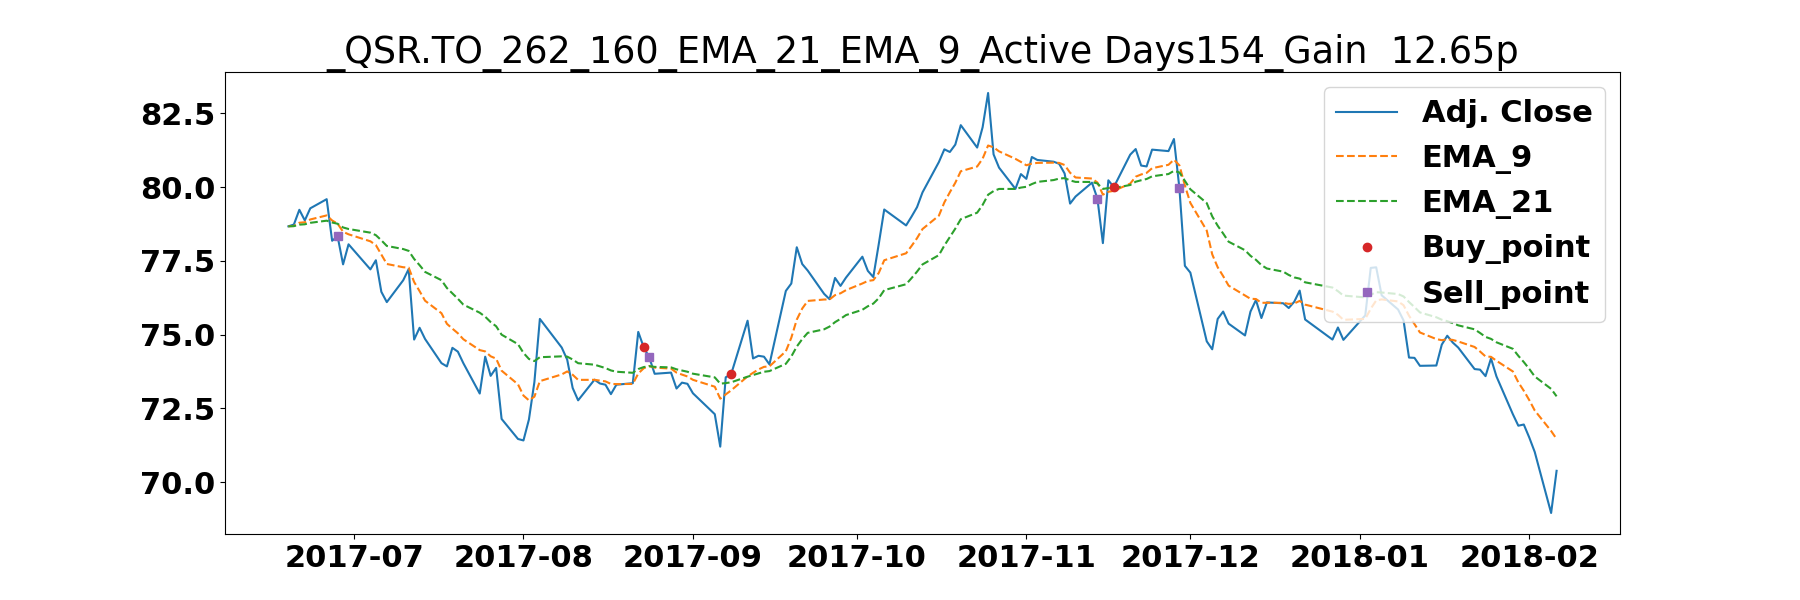 _QSR.TO_262_160_EMA_21_EMA_9_Active Days154_Gain  12.65p
82.5
80.0
77.5
75.0
72.5
70.0
Adj. Close
EMA_9
EMA_21
Buy_point
Sell_point
2017-07 2017-08 2017-09 2017-10 2017-11 2017-12 2018-01 2018-02